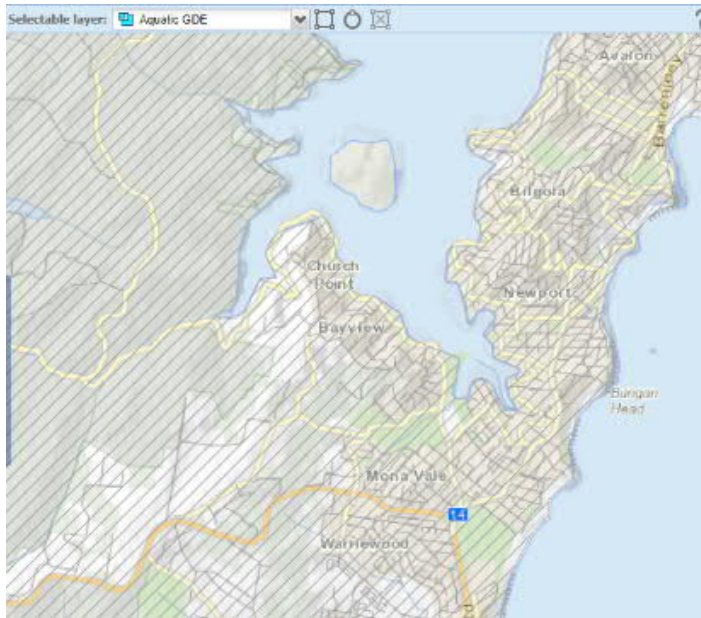 Selectable layer: Aquatic GDE
Avalon
Barrenjoey
Bilgola
Church
Point
Newport
Bayview
Bungan
Head
Mona Vale
14
Warriewood